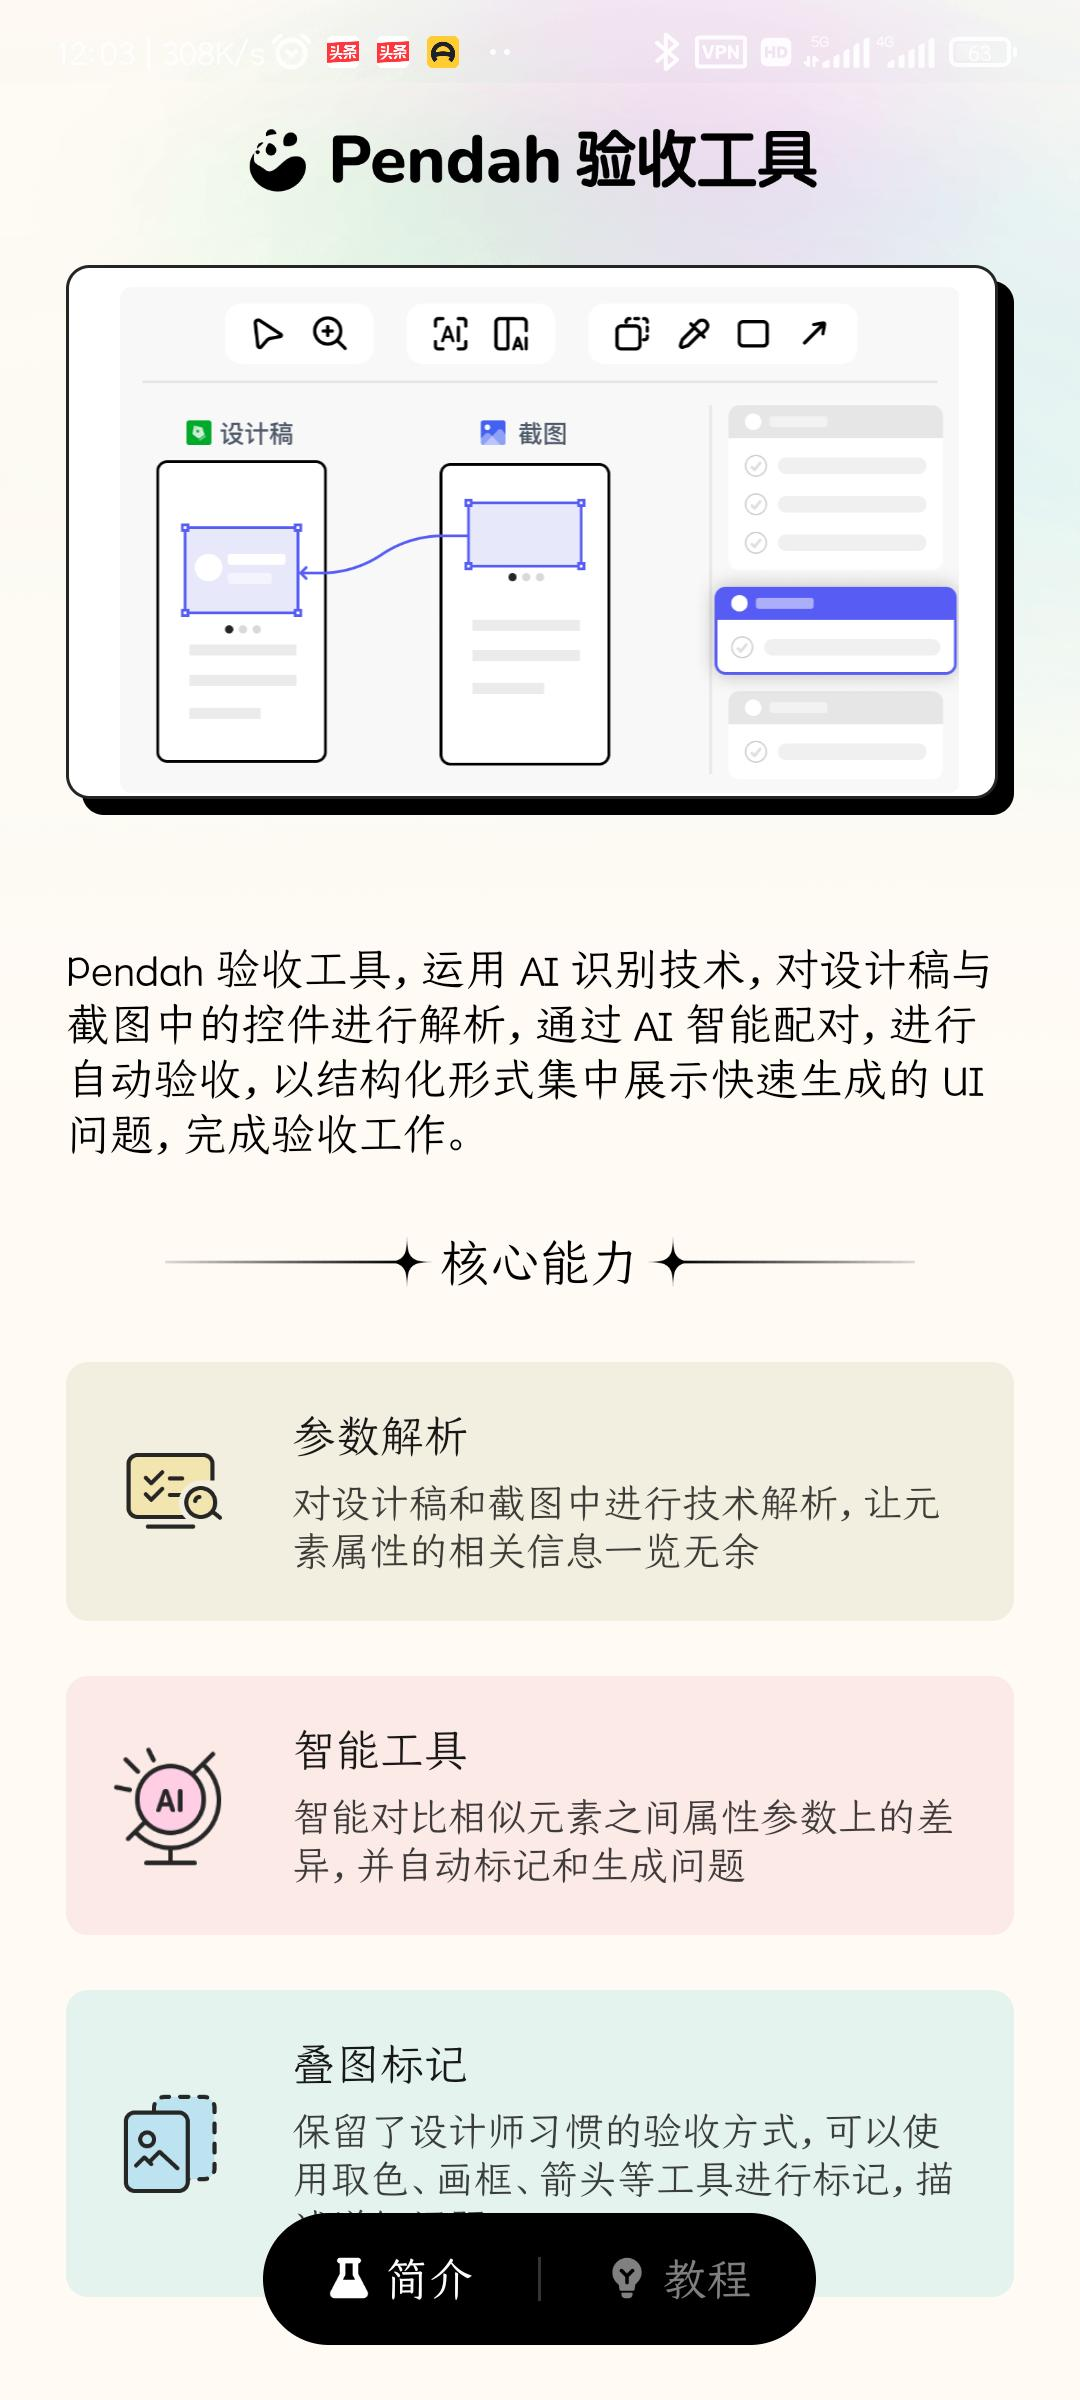 12:03 | 308K/s
头条
头条
VPN
HD
5G
4G
63
Pendah 验收工具
AI
AI
设计稿
截图
Pendah 验收工具，运用 AI 识别技术，对设计稿与
截图中的控件进行解析，通过 AI 智能配对，进行
自动验收，以结构化形式集中展示快速生成的 UI
问题，完成验收工作。
核心能力
参数解析
对设计稿和截图中进行技术解析，让元
素属性的相关信息一览无余
AI
智能工具
智能对比相似元素之间属性参数上的差
异，并自动标记和生成问题
叠图标记
保留了设计师习惯的验收方式，可以使
用取色、画框、箭头等工具进行标记，描
简介
教程